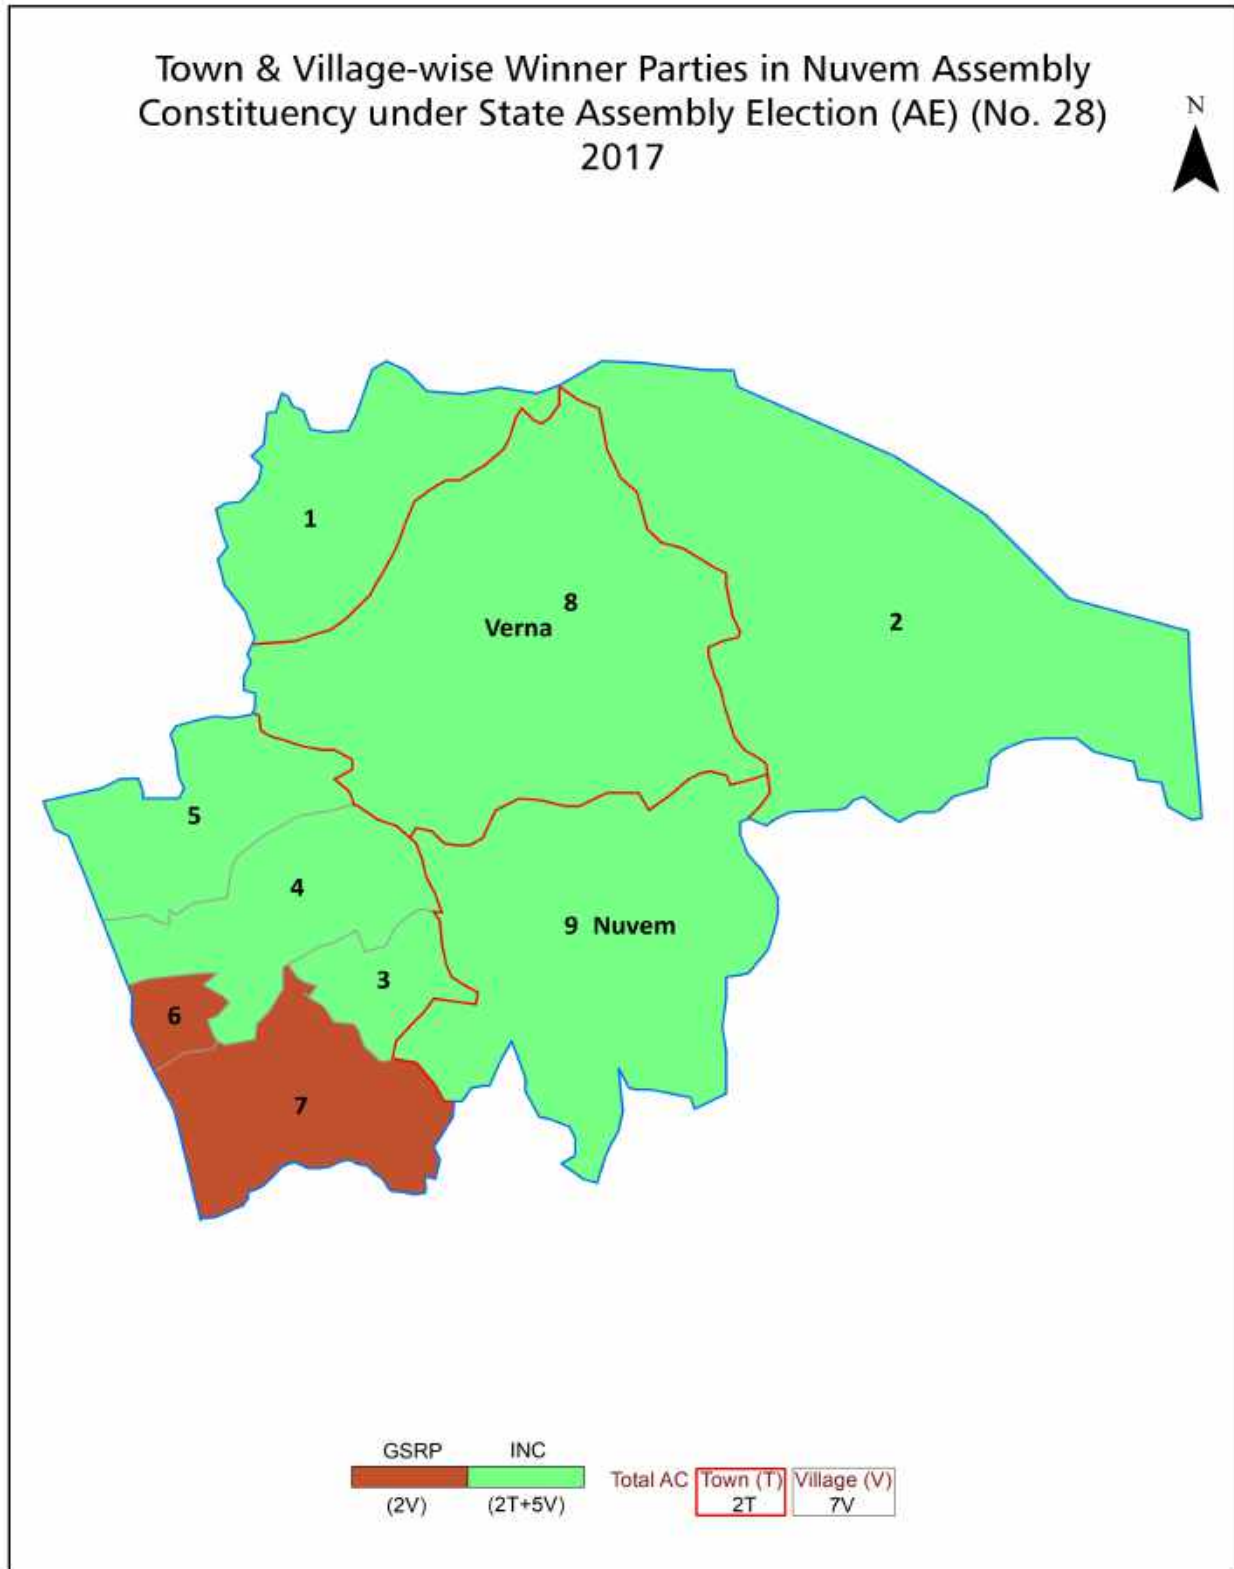 Town & Village-wise Winner Parties in Nuvem Assembly
Constituency under State Assembly Election (AE) (No. 28)
2017
N
1
8
Verna
2
5
4
9 Nuvem
3
6
7
GSRP INC
Total AC Town (T) Village (V)
(2V) (2T+5V) 2T 7V